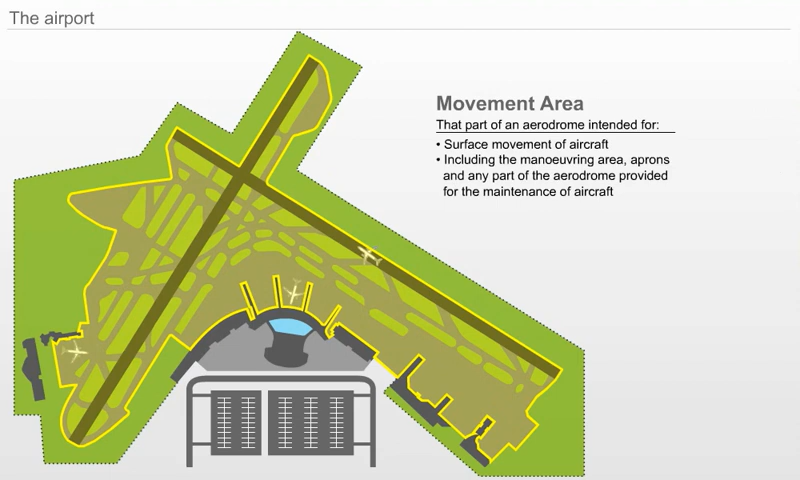 The airport
Movement Area
That part of an aerodrome intended for:
• Surface movement of aircraft
• Including the manoeuvring area, aprons
and any part of the aerodrome provided
for the maintenance of aircraft